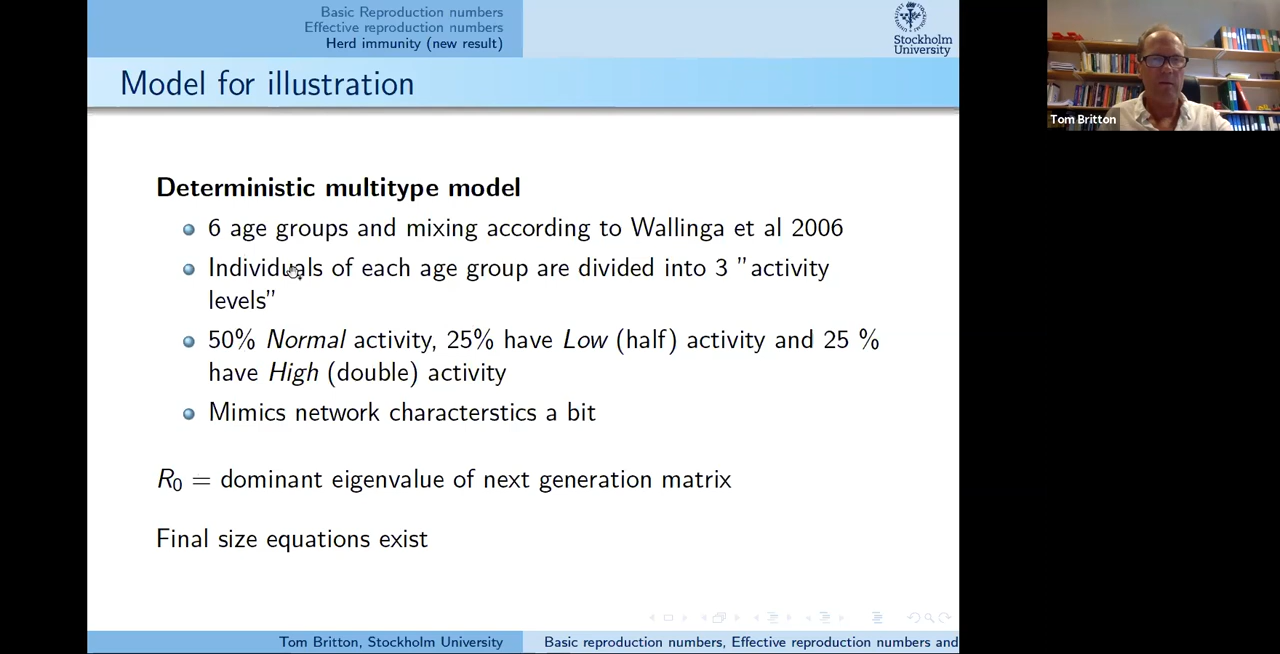 Basic Reproduction numbers
Effective reproduction numbers
Herd immunity (new result)
Stockholm
University
Model for illustration
Tom Britton
Deterministic multitype model
6 age groups and mixing according to Wallinga et al 2006
Individuals of each age group are divided into 3 "activity
levels"
50% Normal activity, 25% have Low (half) activity and 25 %
have High (double) activity
Mimics network characterstics a bit
R₀ = dominant eigenvalue of next generation matrix
Final size equations exist
Tom Britton, Stockholm University
Basic reproduction numbers, Effective reproduction numbers and